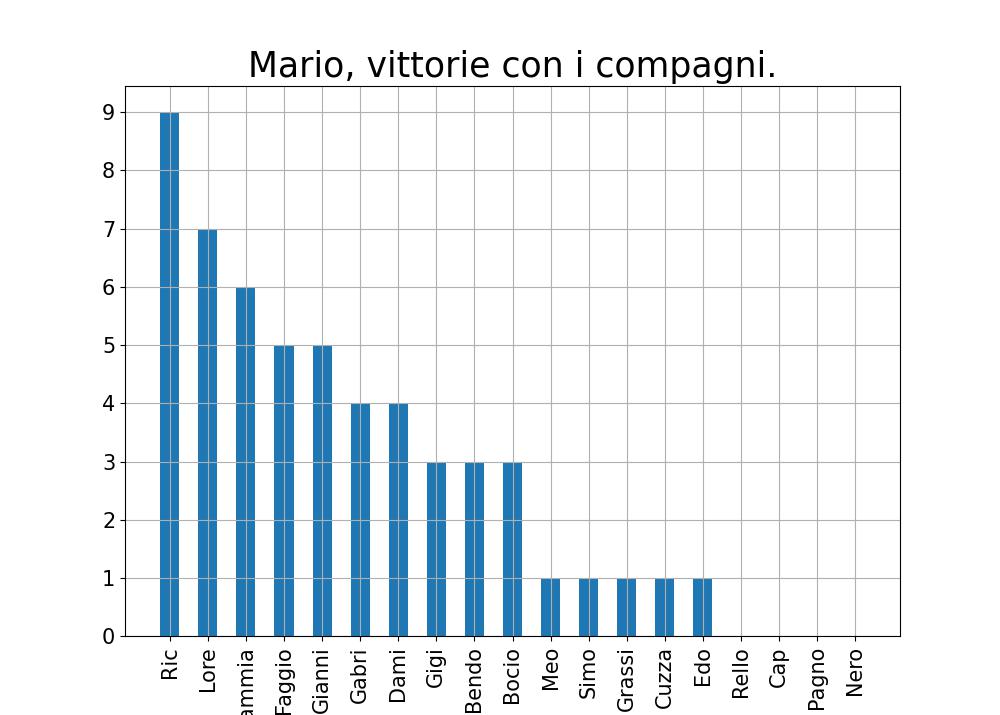 Mario, vittorie con i compagni.
9
8
7
6
5
4
3
2
1
0
Ric
Lore
Faggio
Gianni
Gabri
Dami
Gigi
Bendo
Bocio
Meo
Simo
Grassi
Cuzza
Edo
Rello
Cap
Pagno
Nero